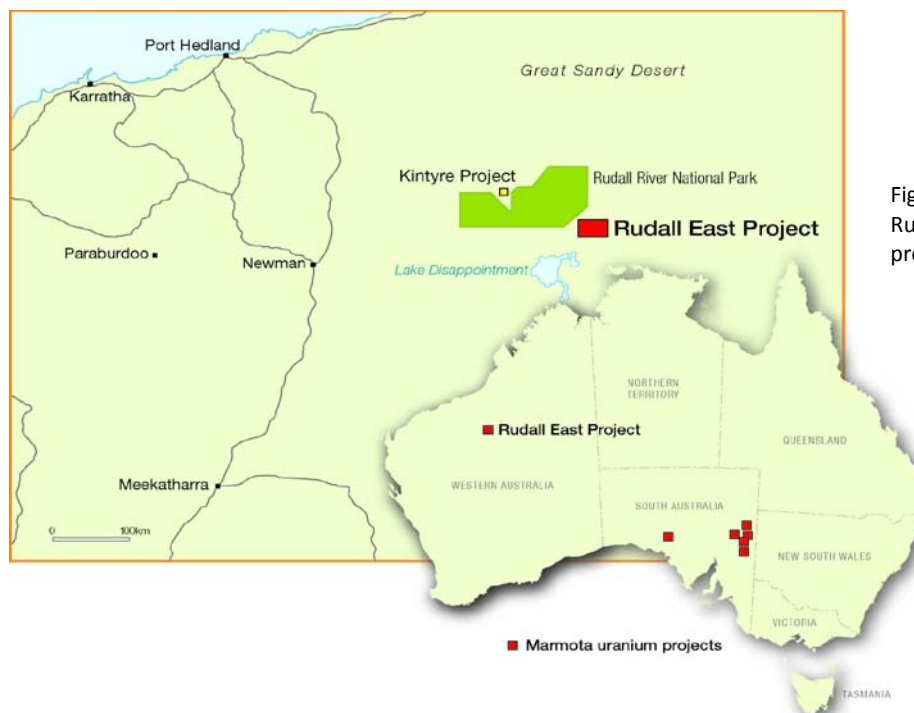 Port Hedland
Karratha
Great Sandy Desert
Kintyre Project
Rudall River National Park
Rudall East Project
Paraburdoo
Newman
Lake Disappointment
Meekatharra
0 100km
NORTHERN
TERRITORY
Rudall East Project
QUEENSLAND
WESTERN AUSTRALIA
SOUTH AUSTRALIA
NEW SOUTH WALES
VICTORIA
Marmota uranium projects
TASMANIA
Fig
Ru
pro